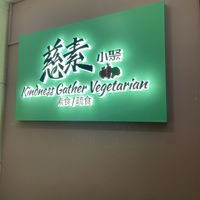 慈素 小聚
Kindness Gather Vegetarian
素食 | 蔬食